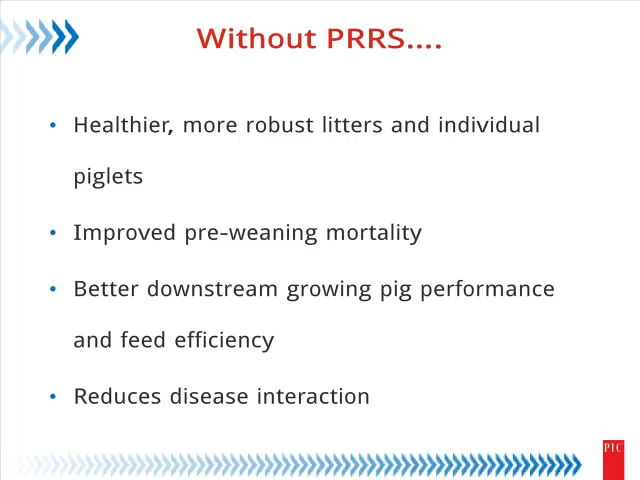 Without PRRS....
• Healthier, more robust litters and individual
piglets
• Improved pre-weaning mortality
• Better downstream growing pig performance
and feed efficiency
• Reduces disease interaction
PIC